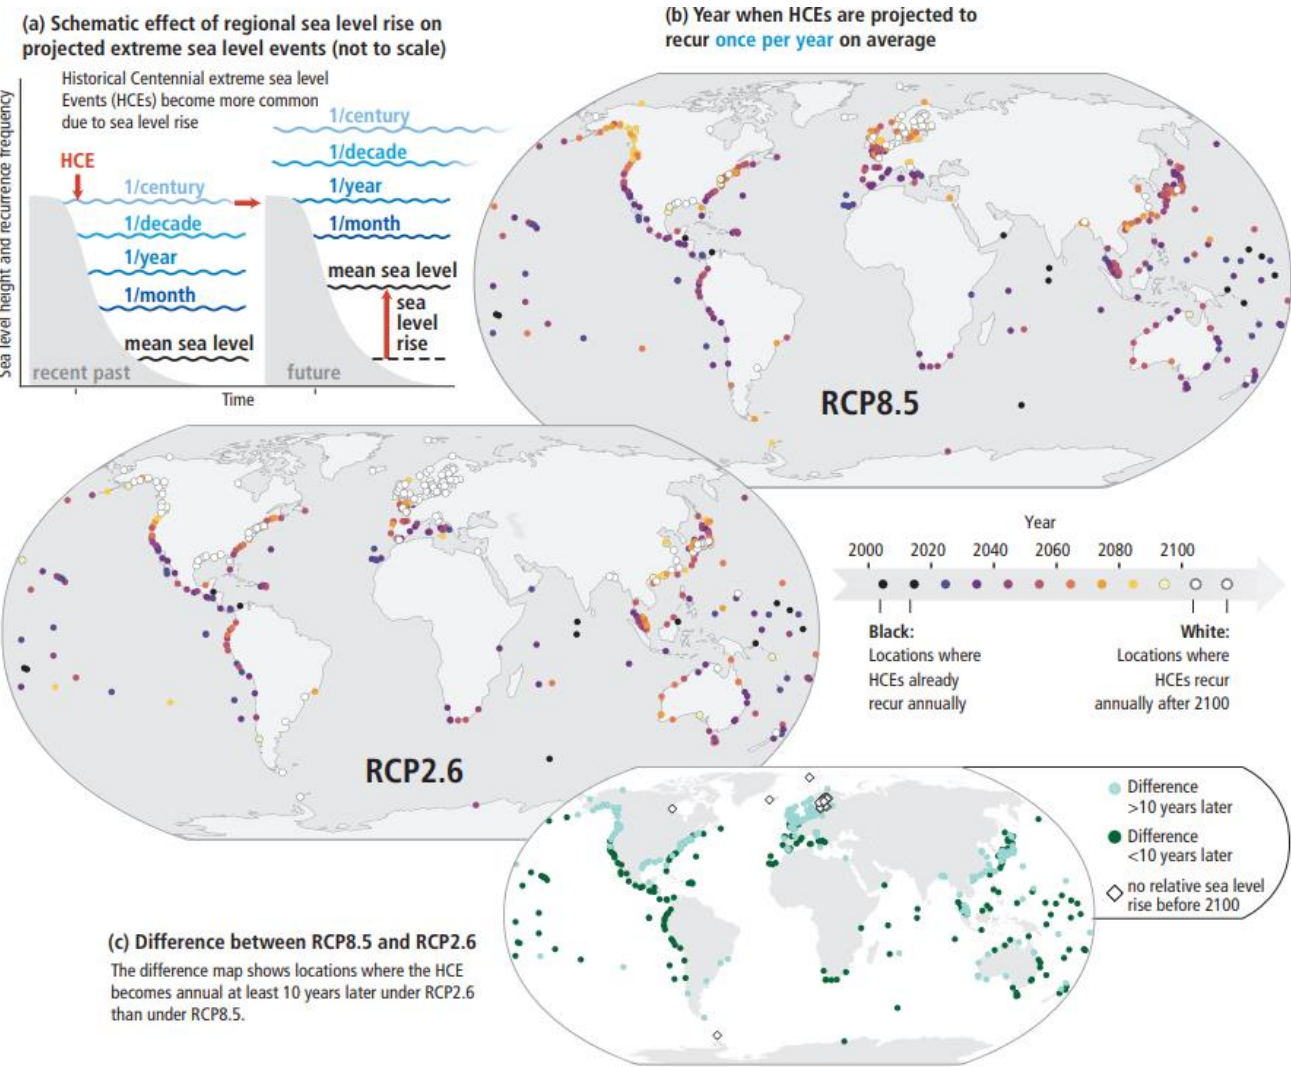 (a) Schematic effect of regional sea level rise on
projected extreme sea level events (not to scale)
Historical Centennial extreme sea level
Events (HCEs) become more common
due to sea level rise
Sea level height and recurrence frequency
HCE
1/century
1/decade
1/year
1/month
mean sea level
recent past
1/century
1/decade
1/year
1/month
mean sea level
sea
level
rise
future
Time
(b) Year when HCEs are projected to
recur once per year on average
RCP8.5
RCP2.6
Year
2000 2020 2040 2060 2080 2100
Black:
Locations where
HCEs already
recur annually
White:
Locations where
HCEs recur
annually after 2100
(c) Difference between RCP8.5 and RCP2.6
The difference map shows locations where the HCE
becomes annual at least 10 years later under RCP2.6
than under RCP8.5.
Difference
>10 years later
Difference
<10 years later
no relative sea level
rise before 2100